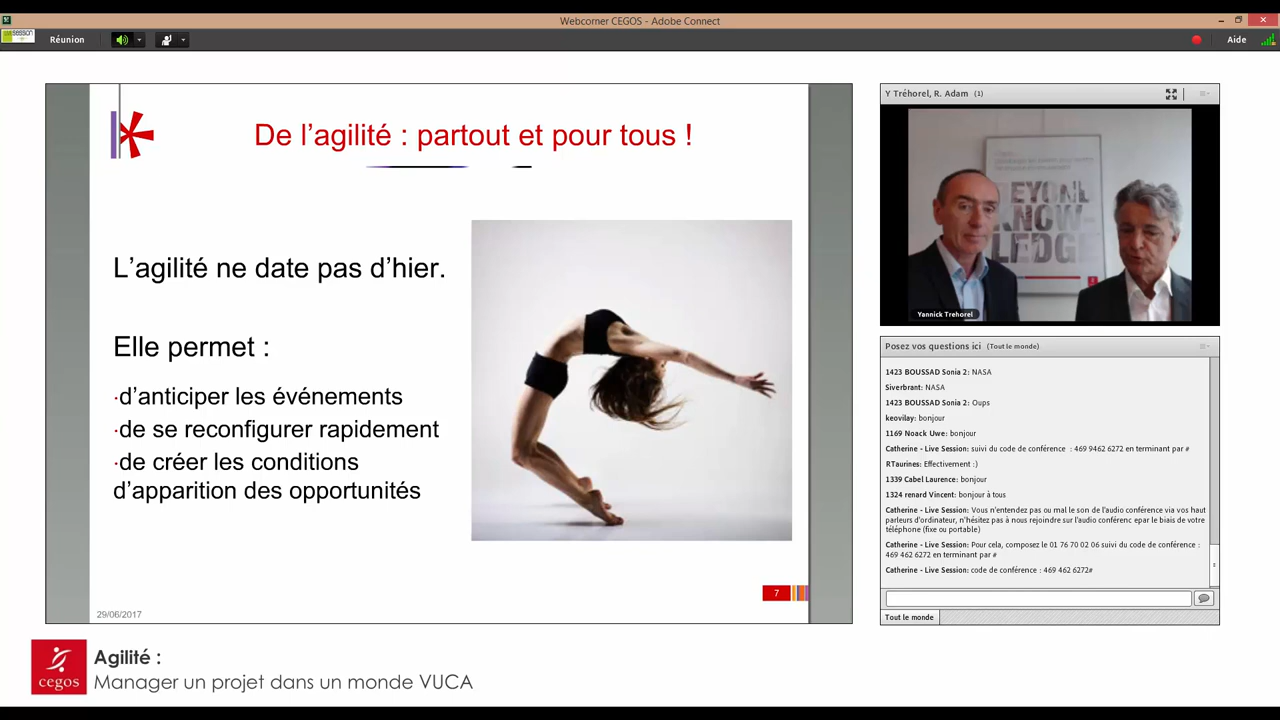 Webcorner CEGOS - Adobe Connect
Réunion
Aide
De l'agilité : partout et pour tous !
L'agilité ne date pas d'hier.
Elle permet :
·d'anticiper les événements
·de se reconfigurer rapidement
·de créer les conditions
d'apparition des opportunités
7
29/06/2017
Y Tréhorel, R. Adam (1)
BEYOND
KNOW-
LEDGE
Yannick Trehorel
Posez vos questions ici (Tout le monde)
1423 BOUSSAD Sonia 2: NASA
Siverbrant: NASA
1423 BOUSSAD Sonia 2: Oups
keovilay: bonjour
1169 Noack Uwe: bonjour
Catherine - Live Session: suivi du code de conférence : 469 9462 6272 en terminant par #
RTaurines: Effectivement :)
1339 Cabel Laurence: bonjour
1324 renard Vincent: bonjour à tous
Catherine - Live Session: Vous n'entendez pas ou mal le son de l'audio conférence via vos haut
parleurs d'ordinateur, n'hésitez pas à nous rejoindre sur l'audio conférenc epar le biais de votre
téléphone (fixe ou portable)
Catherine - Live Session: Pour cela, composez le 01 76 70 02 06 suivi du code de conférence :
469 462 6272 en terminant par #
Catherine - Live Session: code de conférence : 469 462 6272#
Tout le monde
cegos
Agilité :
Manager un projet dans un monde VUCA